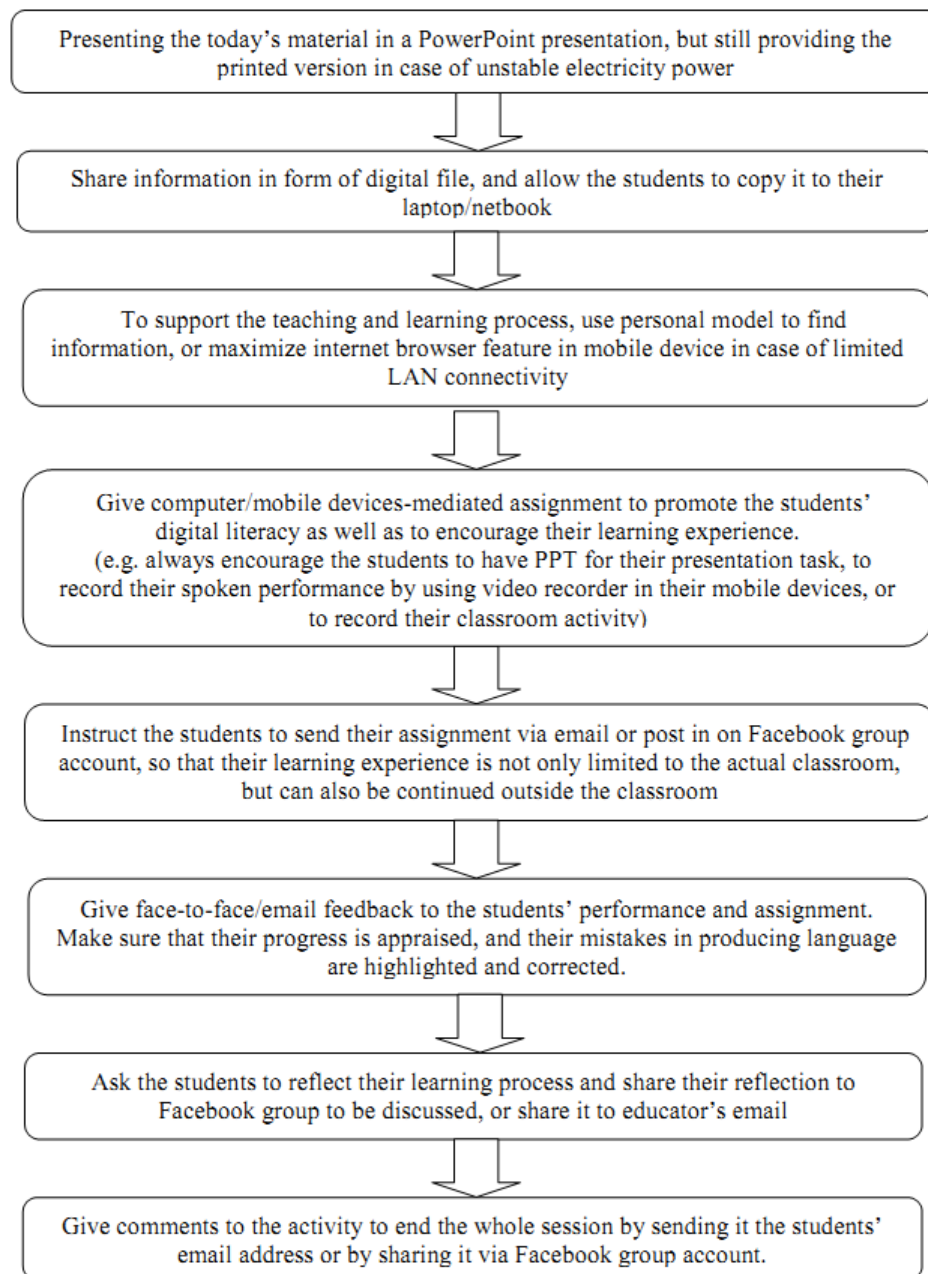 Presenting the today's material in a PowerPoint presentation, but still providing the
printed version in case of unstable electricity power
Share information in form of digital file, and allow the students to copy it to their
laptop/netbook
To support the teaching and learning process, use personal model to find
information, or maximize internet browser feature in mobile device in case of limited
LAN connectivity
Give computer/mobile devices-mediated assignment to promote the students'
digital literacy as well as to encourage their learning experience.
(e.g. always encourage the students to have PPT for their presentation task, to
record their spoken performance by using video recorder in their mobile devices, or
to record their classroom activity)
Instruct the students to send their assignment via email or post in on Facebook group
account, so that their learning experience is not only limited to the actual classroom,
but can also be continued outside the classroom
Give face-to-face/email feedback to the students' performance and assignment.
Make sure that their progress is appraised, and their mistakes in producing language
are highlighted and corrected.
Ask the students to reflect their learning process and share their reflection to
Facebook group to be discussed, or share it to educator's email
Give comments to the activity to end the whole session by sending it the students'
email address or by sharing it via Facebook group account.